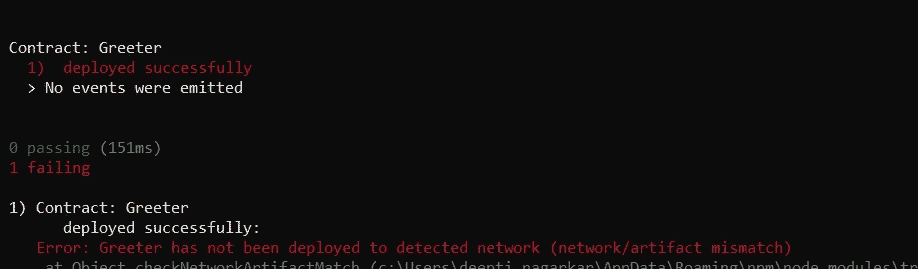 Contract: Greeter
1) deployed successfully
> No events were emitted
0 passing (151ms)
1 failing
1) Contract: Greeter
deployed successfully:
Error: Greeter has not been deployed to detected network (network/artifact mismatch)
at Object.checkNetworkArtifactMatch (c:\Users\deepti.nagarkar\AppData\Roaming\npm\node_modules\tr